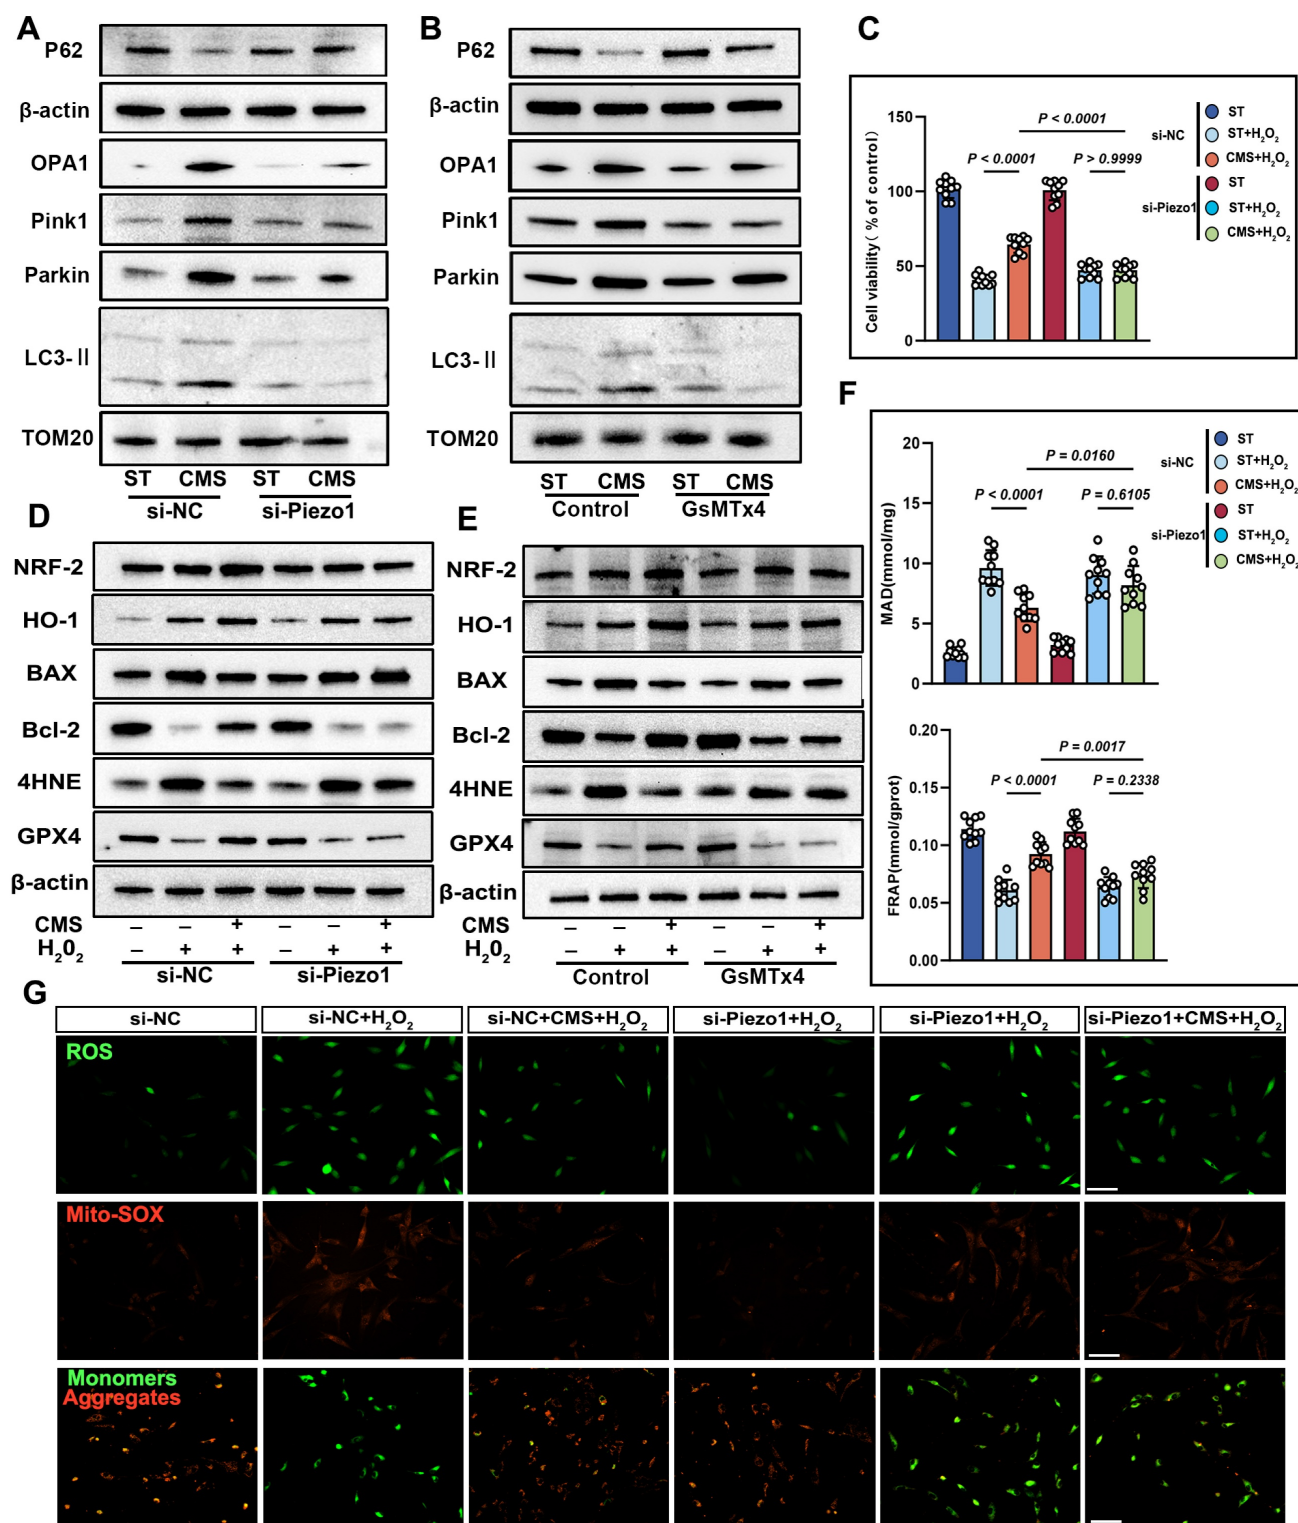 A
P62
β-actin
OPA1
Pink1
Parkin
LC3-Ⅱ
TOM20
ST CMS ST CMS
si-NC si-Piezo1
B
P62
β-actin
OPA1
Pink1
Parkin
LC3-Ⅱ
TOM20
ST CMS ST CMS
Control GsMTx4
C
Cell viability( % of control)
150
100
50
0
P < 0.0001
P < 0.0001
P > 0.9999
si-NC
ST
ST+H₂O₂
CMS+H₂O₂
si-Piezo1
ST
ST+H₂O₂
CMS+H₂O₂
D
NRF-2
HO-1
BAX
Bcl-2
4HNE
GPX4
β-actin
CMS – – + – – +
H₂0₂ – + + – + +
si-NC si-Piezo1
E
NRF-2
HO-1
BAX
Bcl-2
4HNE
GPX4
β-actin
CMS – – + – – +
H₂0₂ – + + – + +
Control GsMTx4
F
MAD(mmol/mg)
20
15
10
5
0
P = 0.0160
P < 0.0001
P = 0.6105
si-NC
ST
ST+H₂O₂
CMS+H₂O₂
si-Piezo1
ST
ST+H₂O₂
CMS+H₂O₂
FRAP(mmol/gprot)
0.20
0.15
0.10
0.05
0.00
P = 0.0017
P < 0.0001
P = 0.2338
G
si-NC
si-NC+H₂O₂
si-NC+CMS+H₂O₂
si-Piezo1+H₂O₂
si-Piezo1+H₂O₂
si-Piezo1+CMS+H₂O₂
ROS
Mito-SOX
Monomers
Aggregates